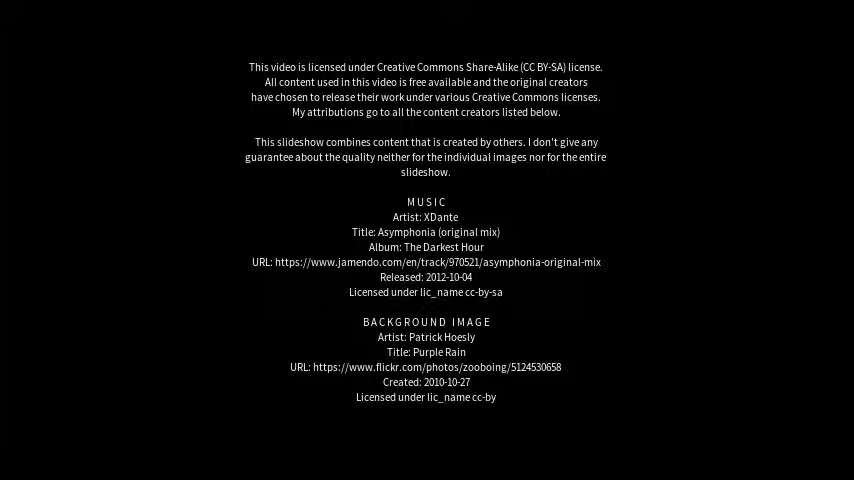 This video is licensed under Creative Commons Share-Alike (CC BY-SA) license.
All content used in this video is free available and the original creators
have chosen to release their work under various Creative Commons licenses.
My attributions go to all the content creators listed below.
This slideshow combines content that is created by others. I don't give any
guarantee about the quality neither for the individual images nor for the entire
slideshow.
MUSIC
Artist: XDante
Title: Asymphonia (original mix)
Album: The Darkest Hour
URL: https://www.jamendo.com/en/track/970521/asymphonia-original-mix
Released: 2012-10-04
Licensed under lic_name cc-by-sa
BACKGROUND IMAGE
Artist: Patrick Hoesly
Title: Purple Rain
URL: https://www.flickr.com/photos/zooboing/5124530658
Created: 2010-10-27
Licensed under lic_name cc-by